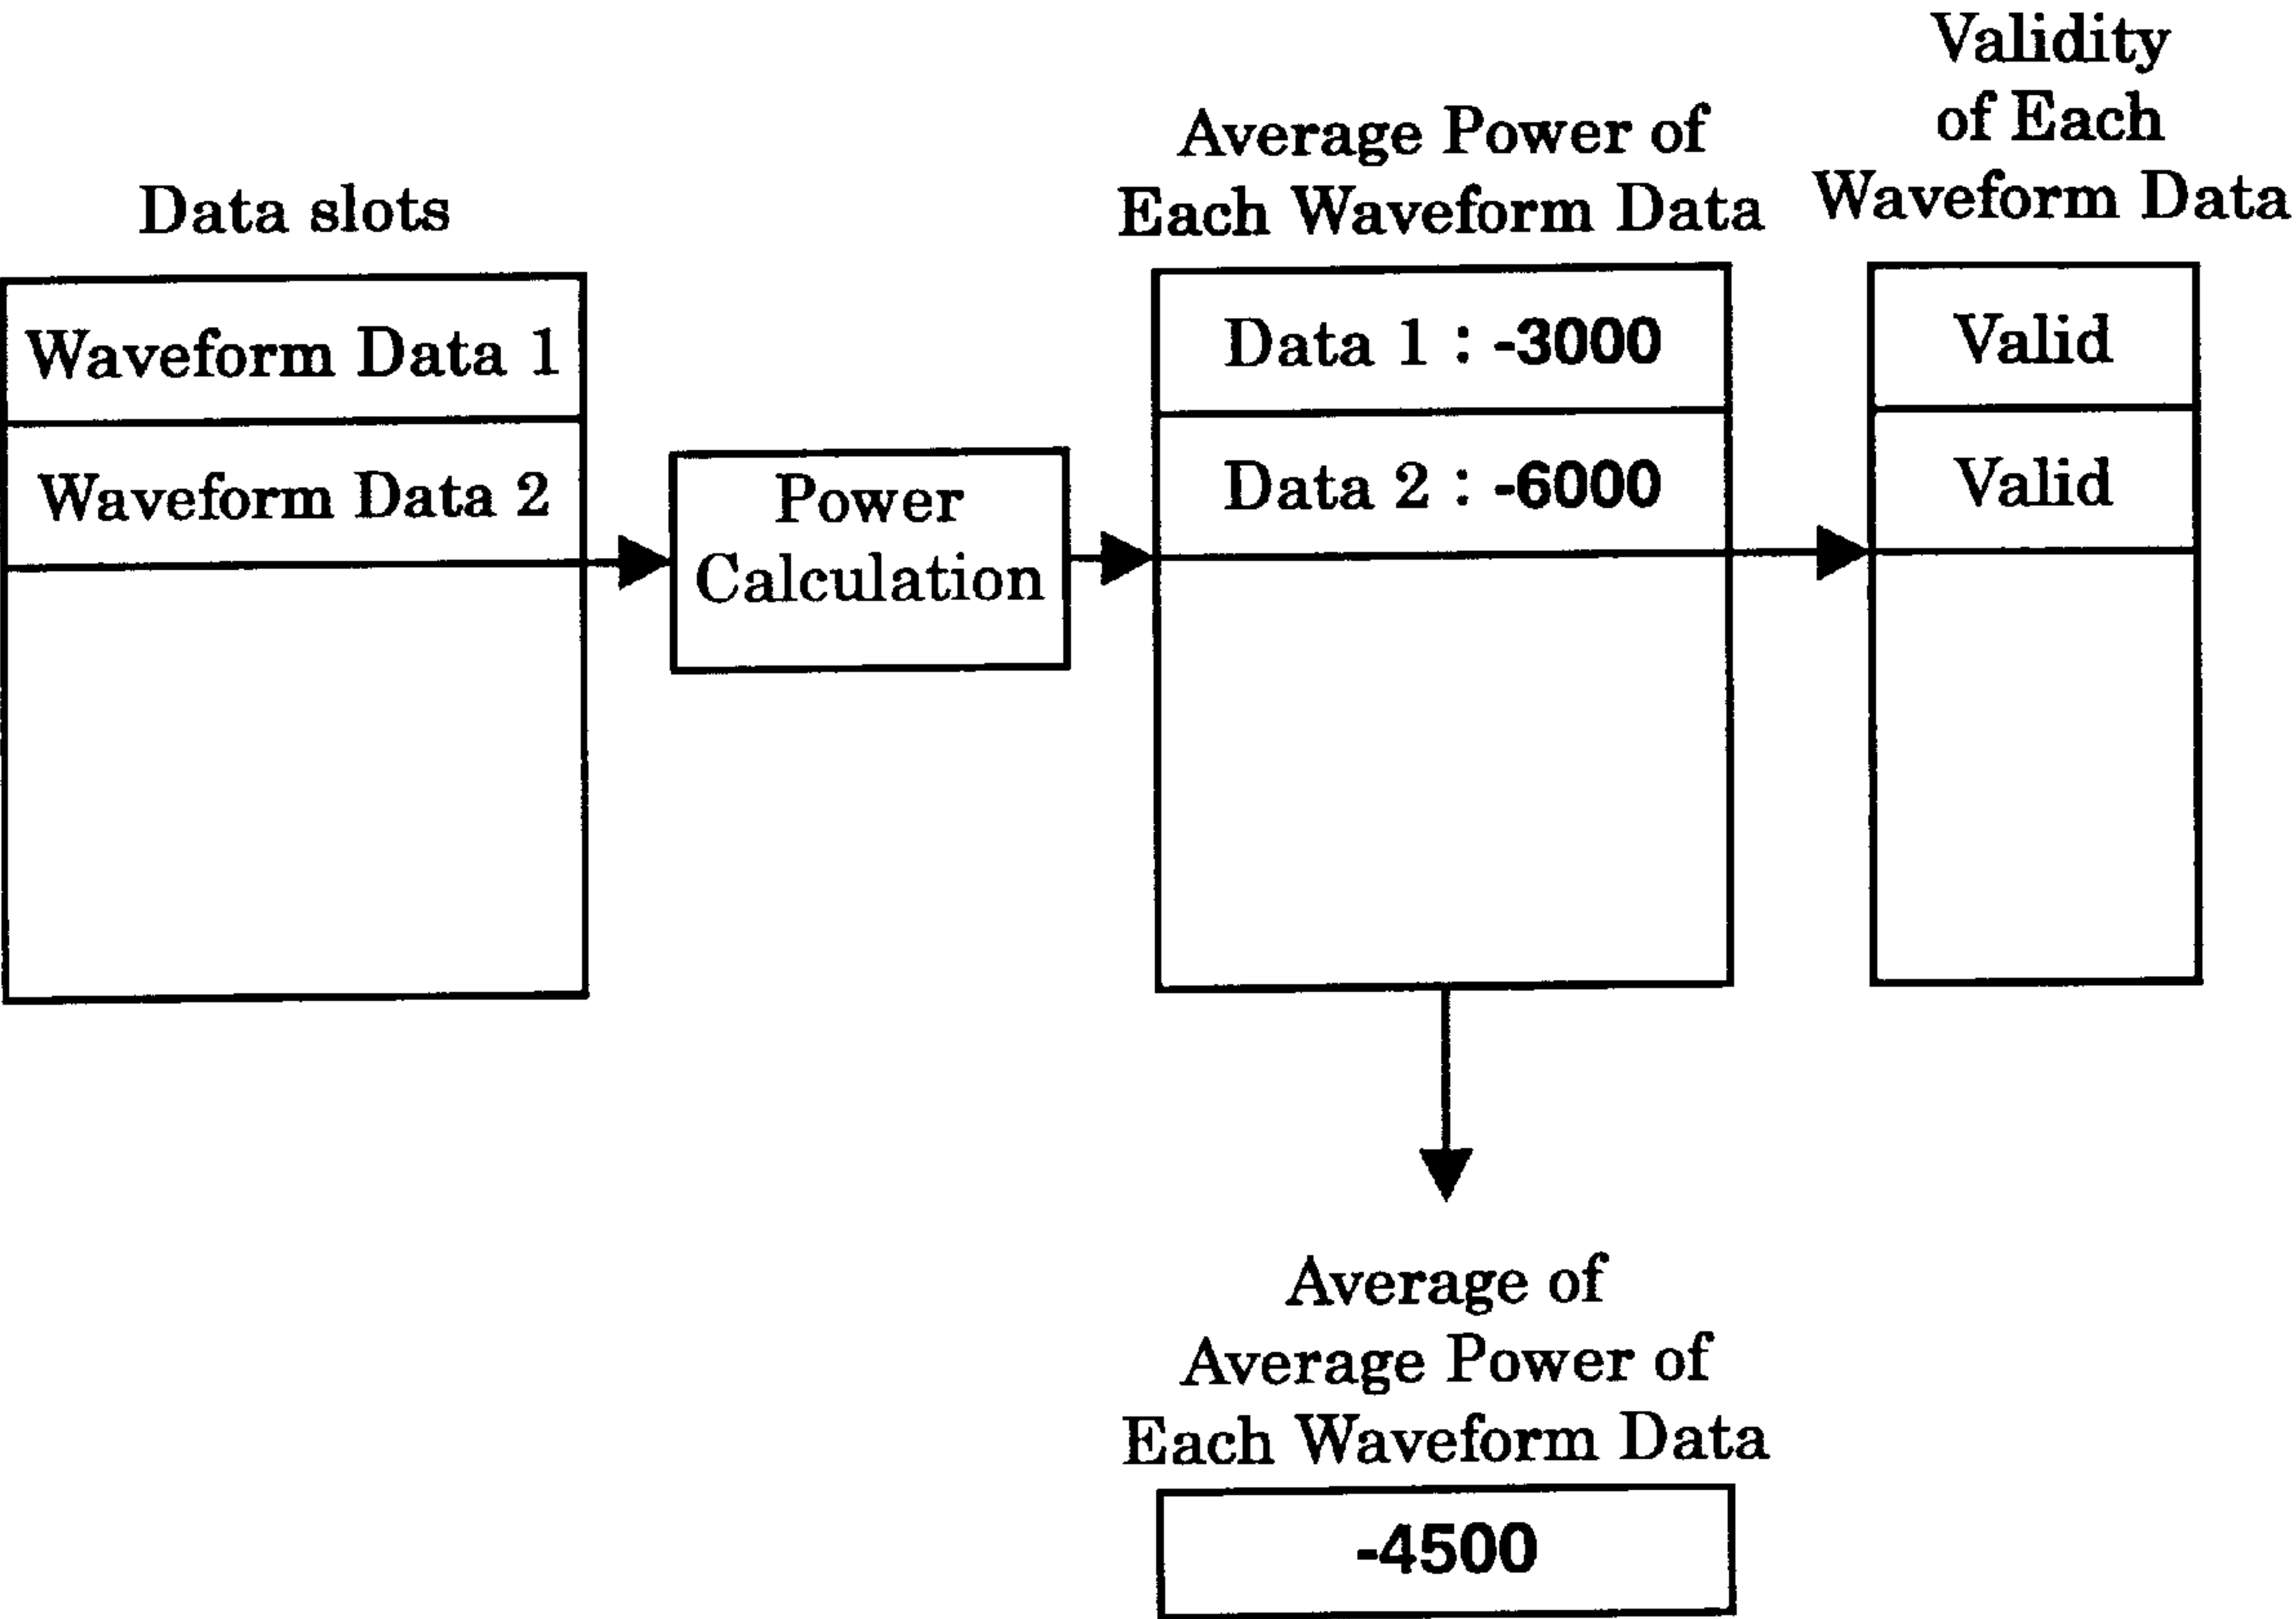 Data slots
Waveform Data 1
Waveform Data 2
Power
Calculation
Average Power of
Each Waveform Data
Data 1 : -3000
Data 2 : -6000
Validity
of Each
Waveform Data
Valid
Valid
Average of
Average Power of
Each Waveform Data
-4500